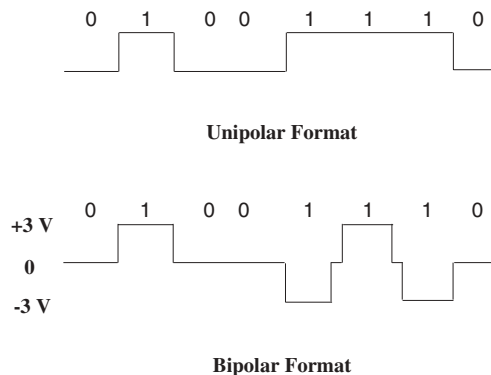 0 1 0 0 1 1 1 0
Unipolar Format
0 1 0 0 1 1 1 0
+3 V
0
-3 V
Bipolar Format